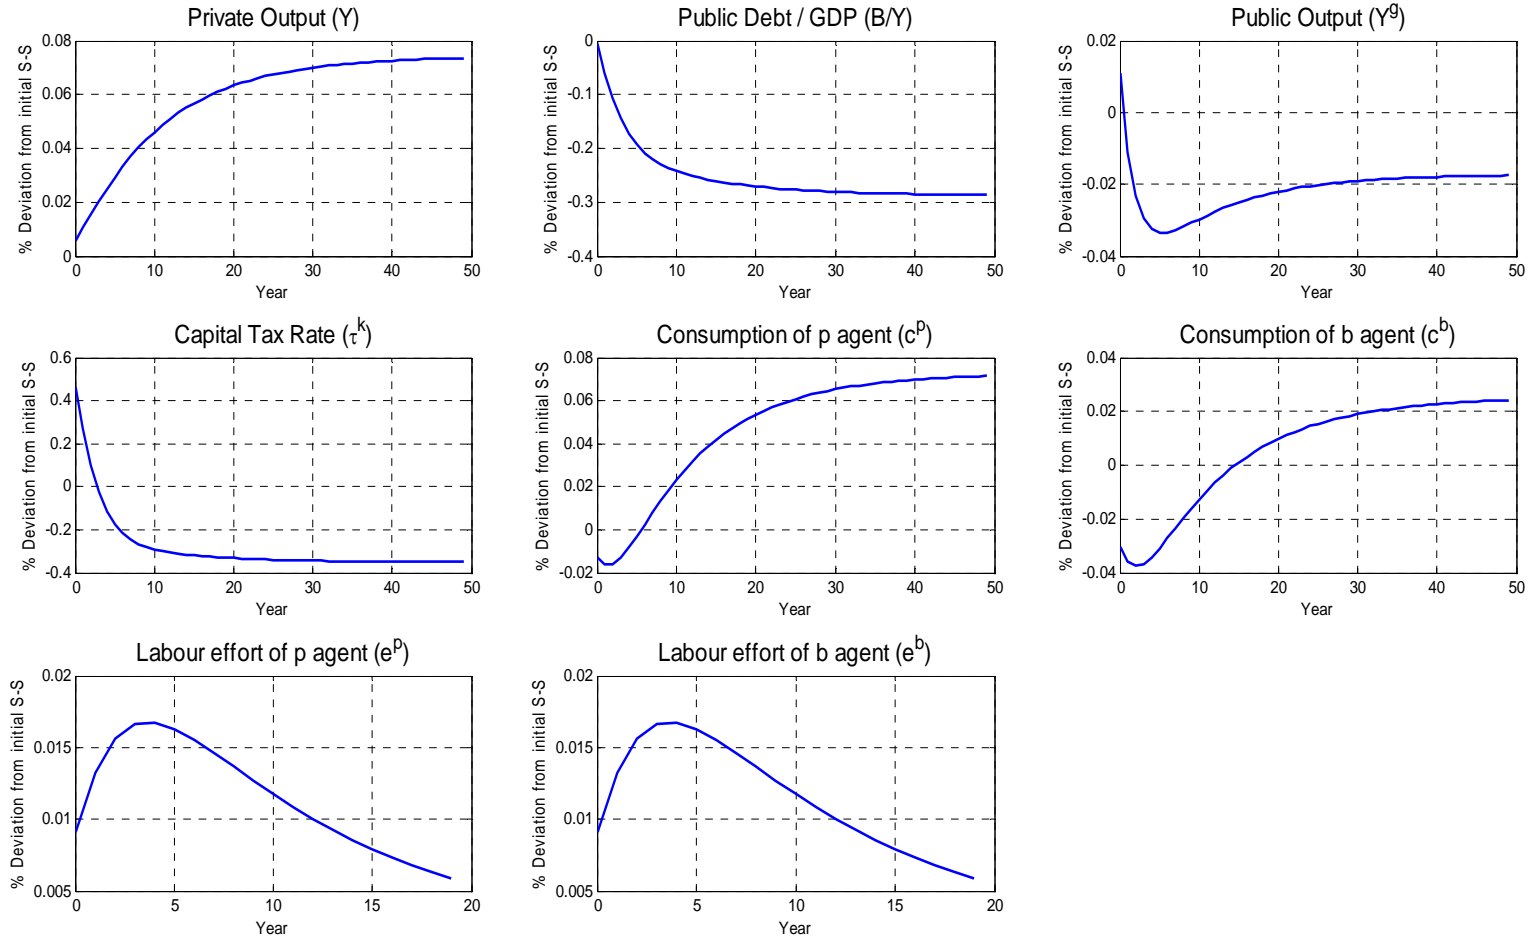 Private Output (Y)
% Deviation from initial S-S
0.08
0.06
0.04
0.02
0
0 10 20 30 40 50
Year
Public Debt / GDP (B/Y)
% Deviation from initial S-S
0
-0.1
-0.2
-0.3
-0.4
0 10 20 30 40 50
Year
Public Output (Y^g)
% Deviation from initial S-S
0.02
0
-0.02
-0.04
0 10 20 30 40 50
Year
Capital Tax Rate (τ^k)
% Deviation from initial S-S
0.6
0.4
0.2
0
-0.2
-0.4
0 10 20 30 40 50
Year
Consumption of p agent (c^p)
% Deviation from initial S-S
0.08
0.06
0.04
0.02
0
-0.02
0 10 20 30 40 50
Year
Consumption of b agent (c^b)
% Deviation from initial S-S
0.04
0.02
0
-0.02
-0.04
0 10 20 30 40 50
Year
Labour effort of p agent (e^p)
% Deviation from initial S-S
0.02
0.015
0.01
0.005
0 5 10 15 20
Year
Labour effort of b agent (e^b)
% Deviation from initial S-S
0.02
0.015
0.01
0.005
0 5 10 15 20
Year